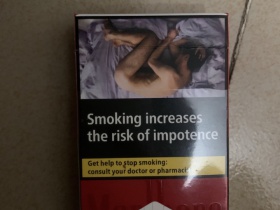 Smoking increases
the risk of impotence
Get help to stop smoking:
consult your doctor or pharmacist